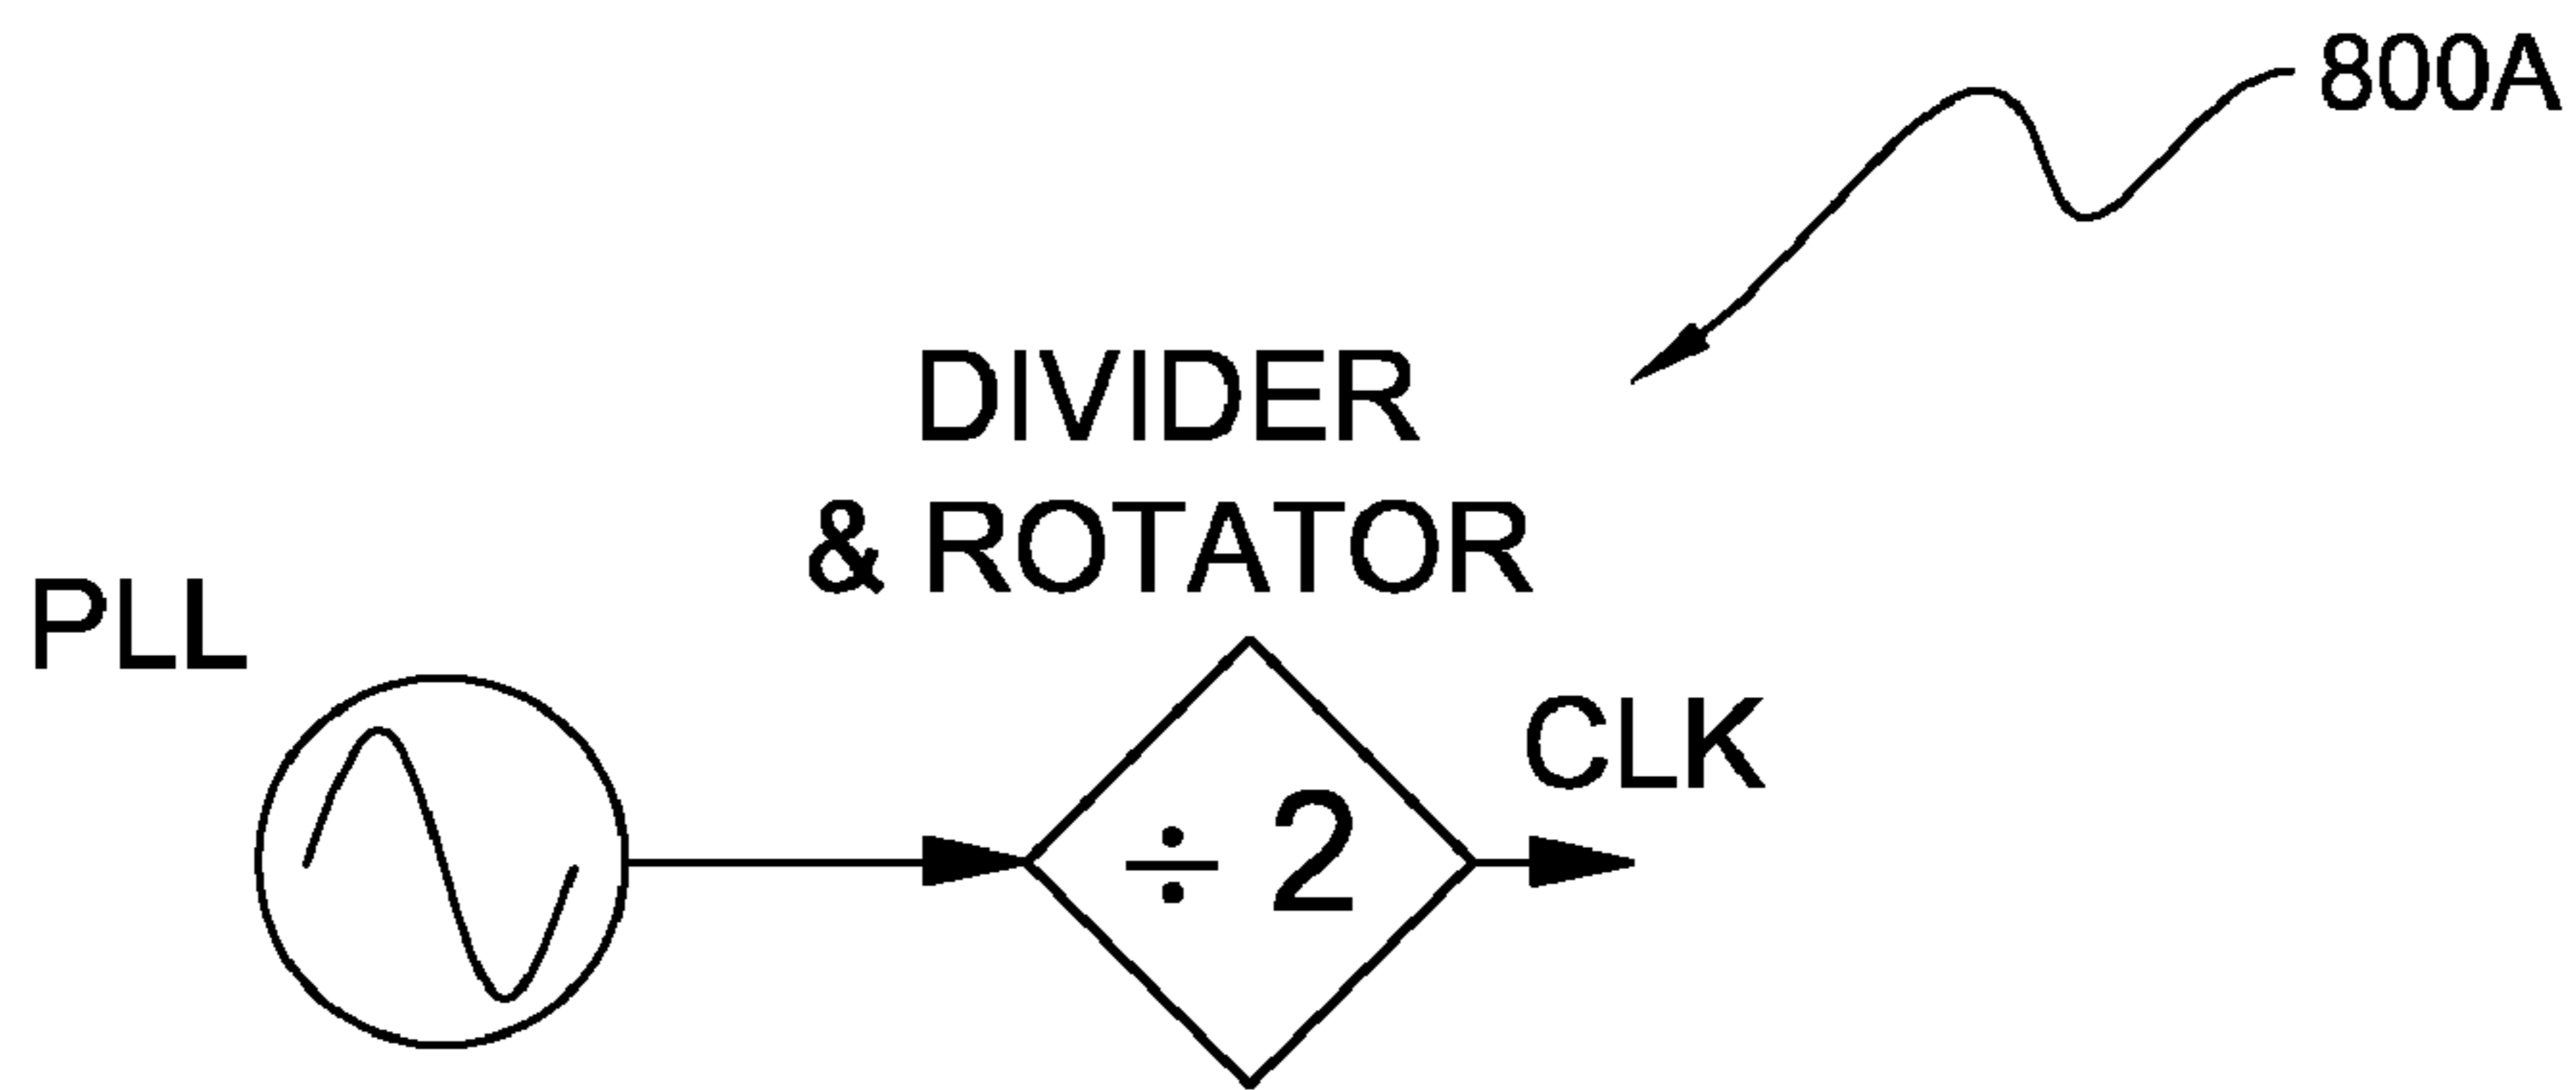 800A
DIVIDER
& ROTATOR
PLL
CLK
÷ 2